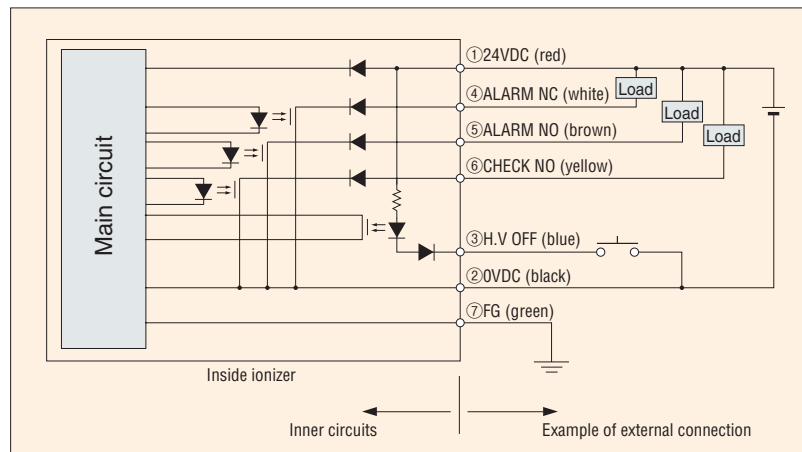 ①24VDC (red)
④ALARM NC (white)
Load
⑤ALARM NO (brown)
Load
Load
⑥CHECK NO (yellow)
Main circuit
③H.V OFF (blue)
②0VDC (black)
⑦FG (green)
Inside ionizer
Inner circuits
Example of external connection